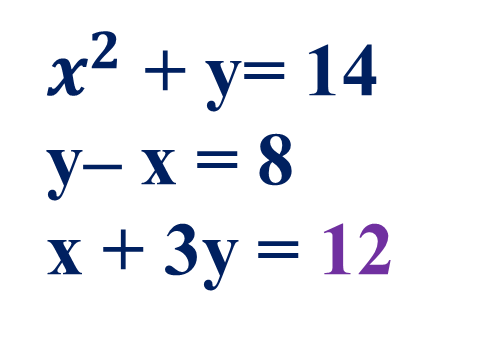 x² + y= 14
y– x = 8
x + 3y = 12